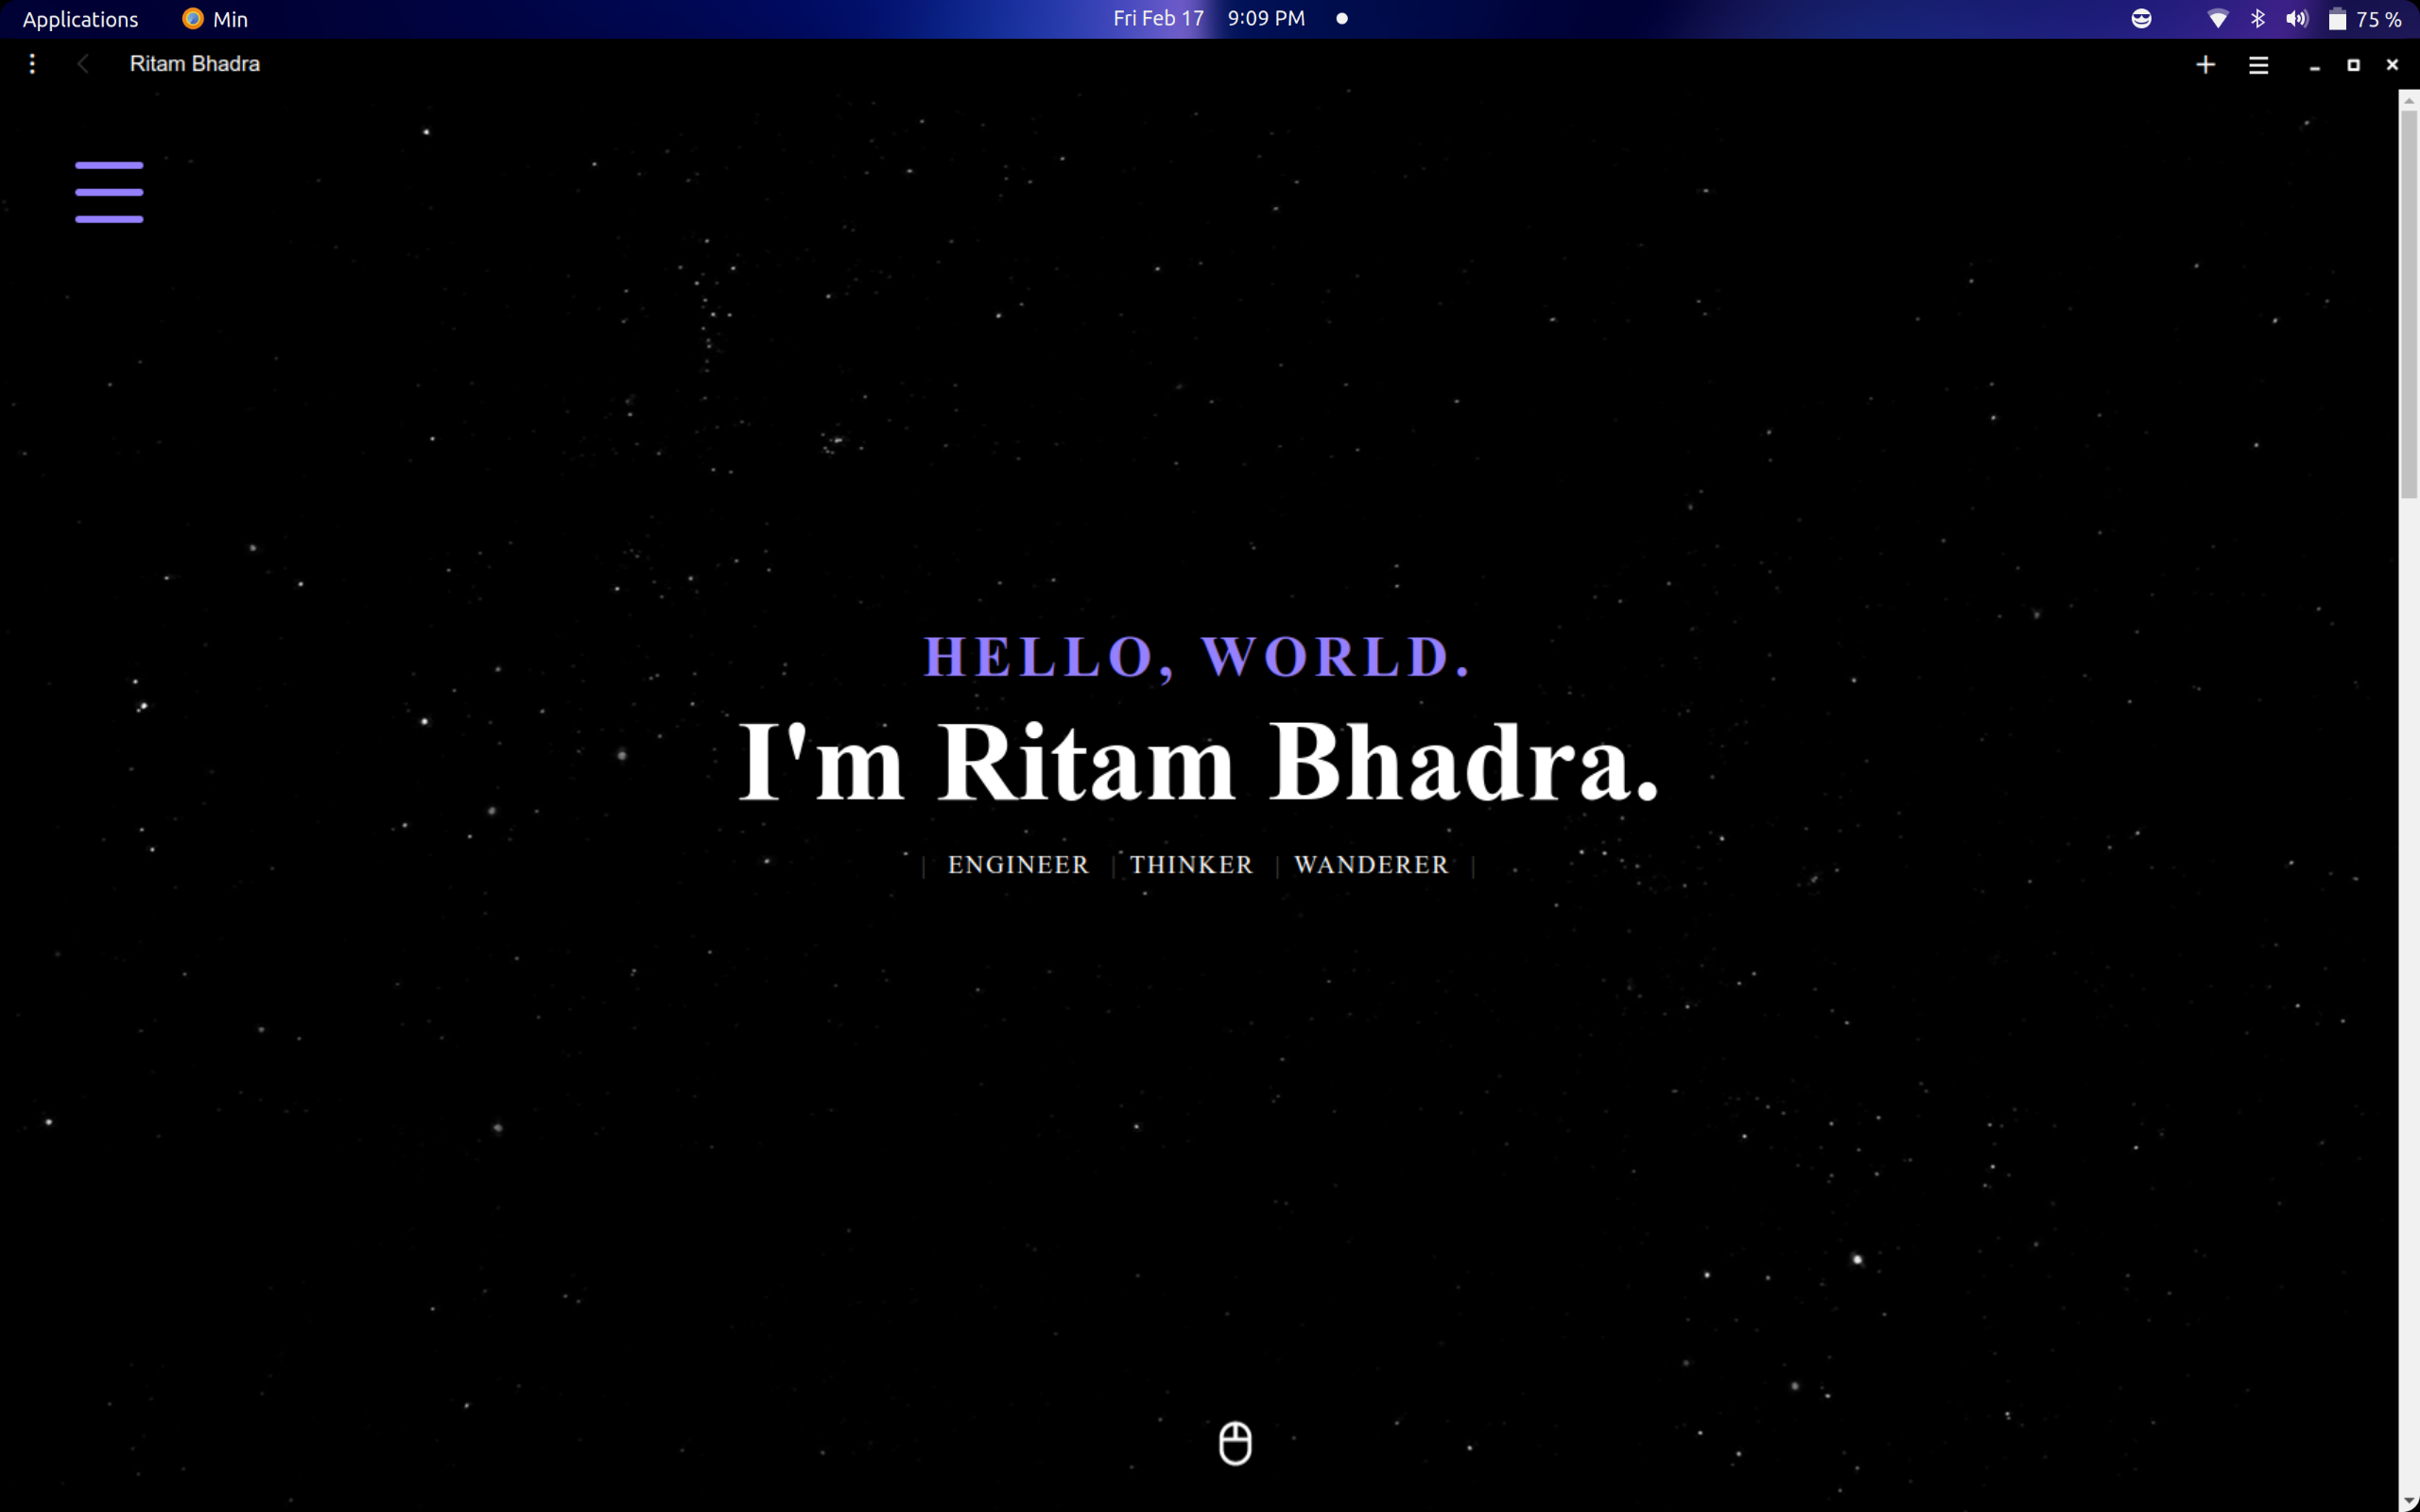 Applications Min Fri Feb 17 9:09 PM 75 %
Ritam Bhadra
HELLO, WORLD.
I'm Ritam Bhadra.
| ENGINEER | THINKER | WANDERER |